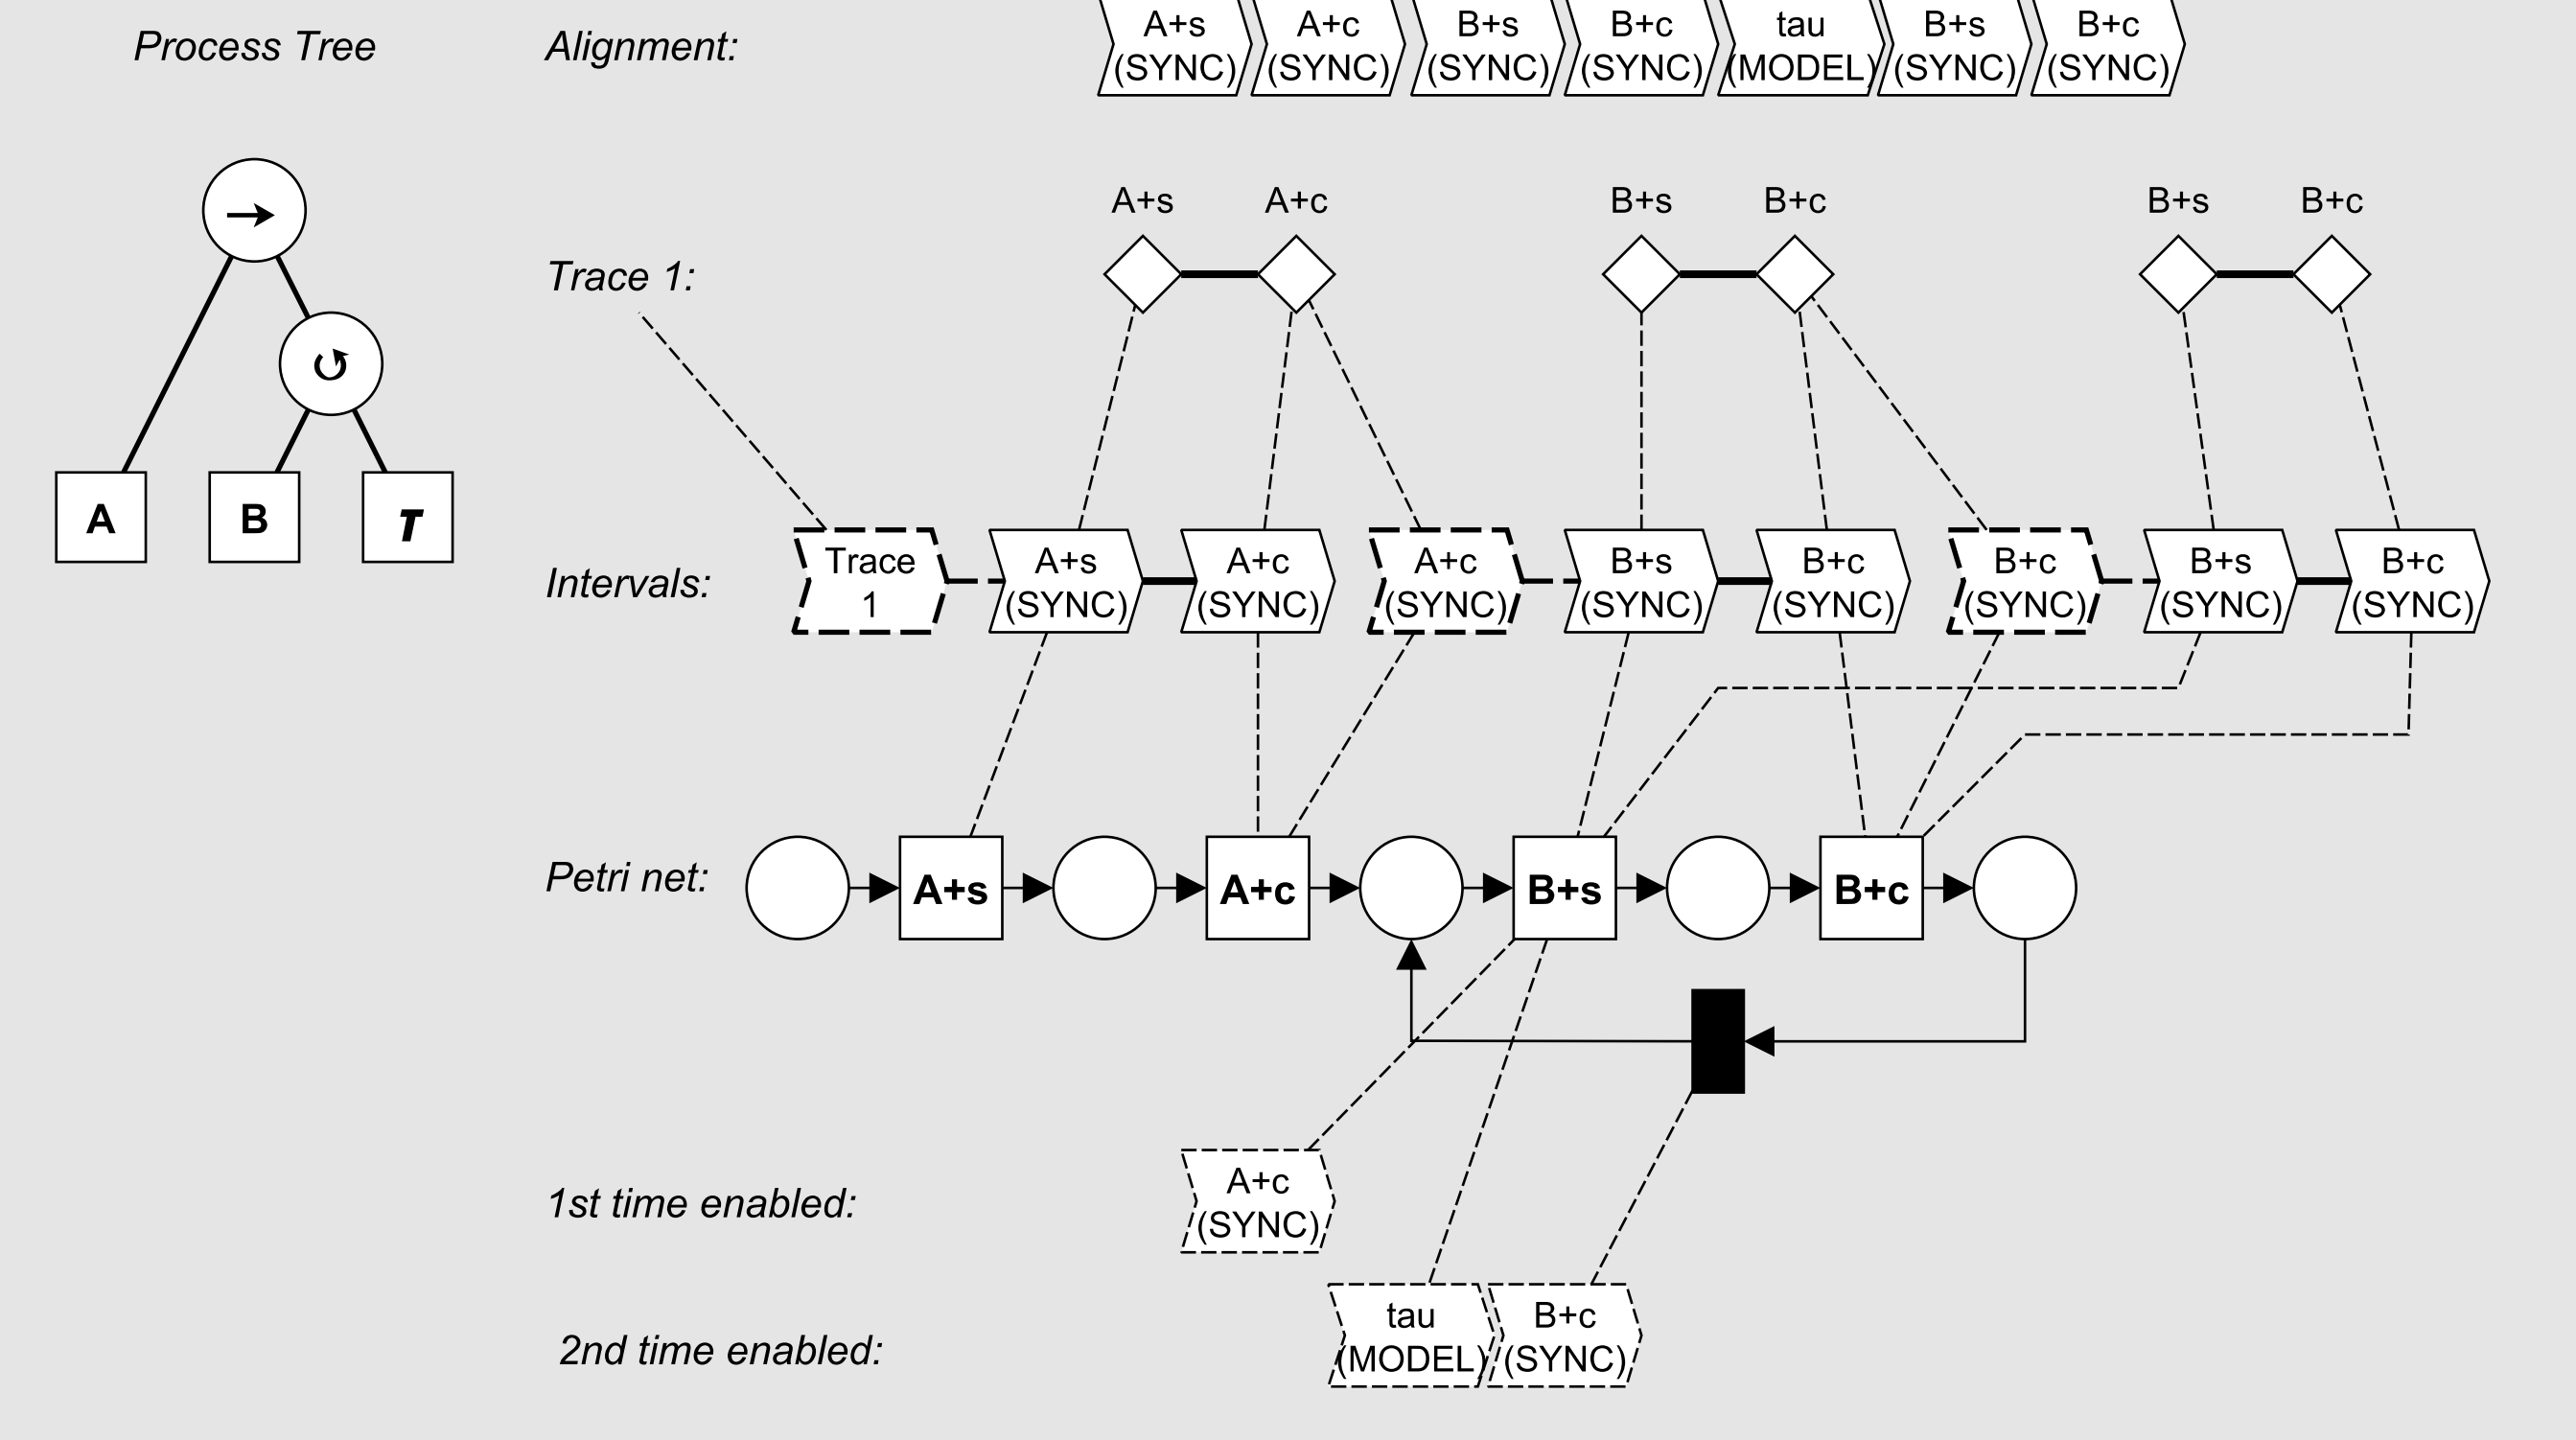 Process Tree
Alignment:
A+s
(SYNC)
A+c
(SYNC)
B+s
(SYNC)
B+c
(SYNC)
tau
(MODEL)
B+s
(SYNC)
B+c
(SYNC)
A+s
A+c
B+s
B+c
B+s
B+c
Trace 1:
A
B
τ
Intervals:
Trace
1
A+s
(SYNC)
A+c
(SYNC)
A+c
(SYNC)
B+s
(SYNC)
B+c
(SYNC)
B+c
(SYNC)
B+s
(SYNC)
B+c
(SYNC)
Petri net:
A+s
A+c
B+s
B+c
1st time enabled:
A+c
(SYNC)
2nd time enabled:
tau
(MODEL)
B+c
(SYNC)